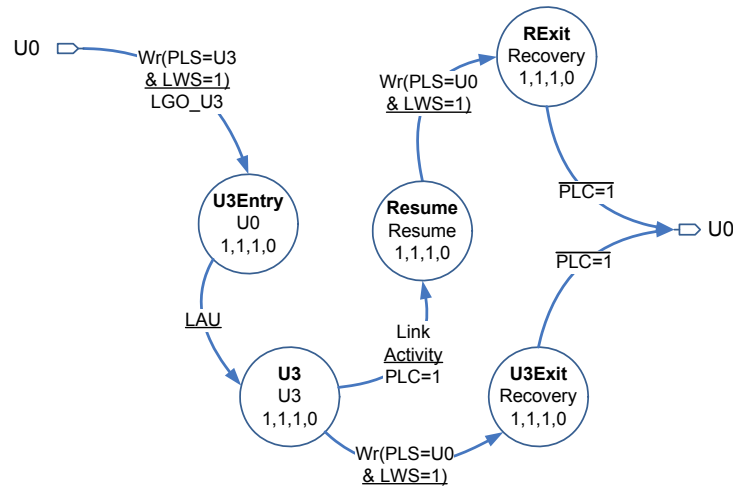 U0
Wr(PLS=U3
& LWS=1)
LGO_U3
U3Entry
U0
1,1,1,0
LAU
U3
U3
1,1,1,0
Link
Activity
PLC=1
Resume
Resume
1,1,1,0
Wr(PLS=U0
& LWS=1)
RExit
Recovery
1,1,1,0
PLC=1
U0
PLC=1
U3Exit
Recovery
1,1,1,0
Wr(PLS=U0
& LWS=1)